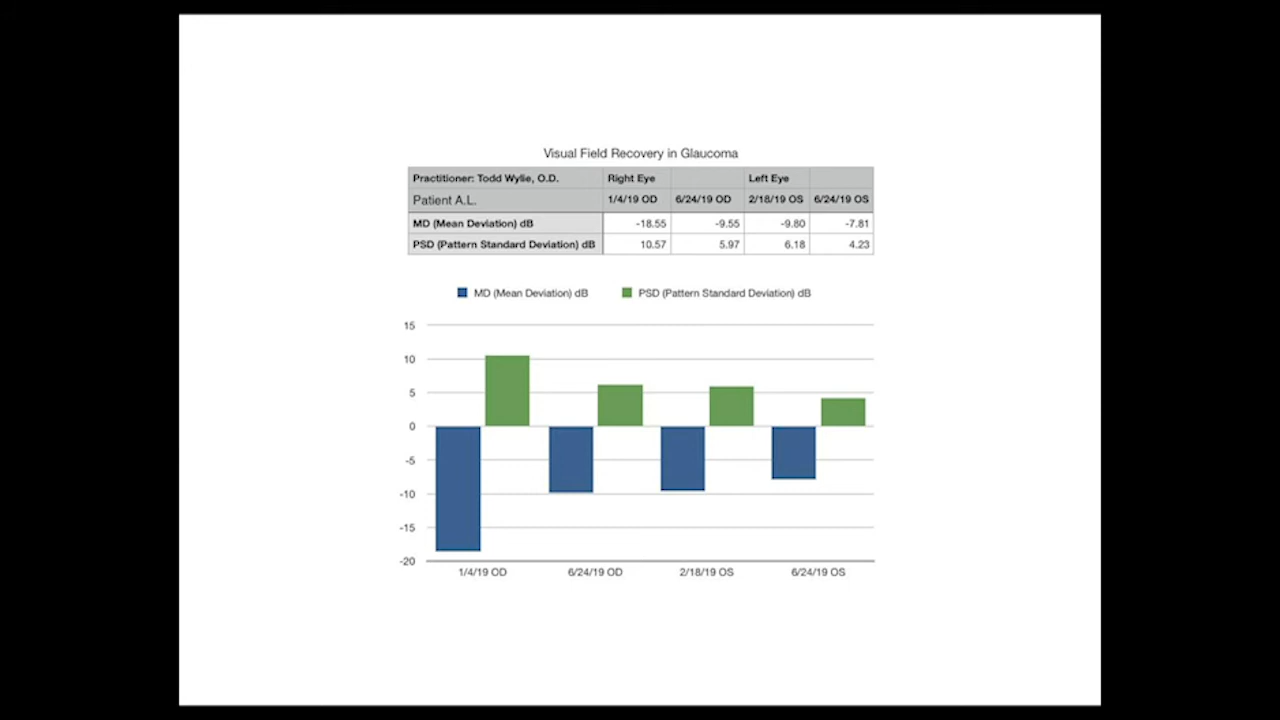 Visual Field Recovery in Glaucoma
Practitioner: Todd Wylie, O.D. Right Eye Left Eye
Patient A.L. 1/4/19 OD 6/24/19 OD 2/18/19 OS 6/24/19 OS
MD (Mean Deviation) dB -18.55 -9.55 -9.80 -7.81
PSD (Pattern Standard Deviation) dB 10.57 5.97 6.18 4.23
MD (Mean Deviation) dB PSD (Pattern Standard Deviation) dB
15
10
5
0
-5
-10
-15
-20
1/4/19 OD 6/24/19 OD 2/18/19 OS 6/24/19 OS